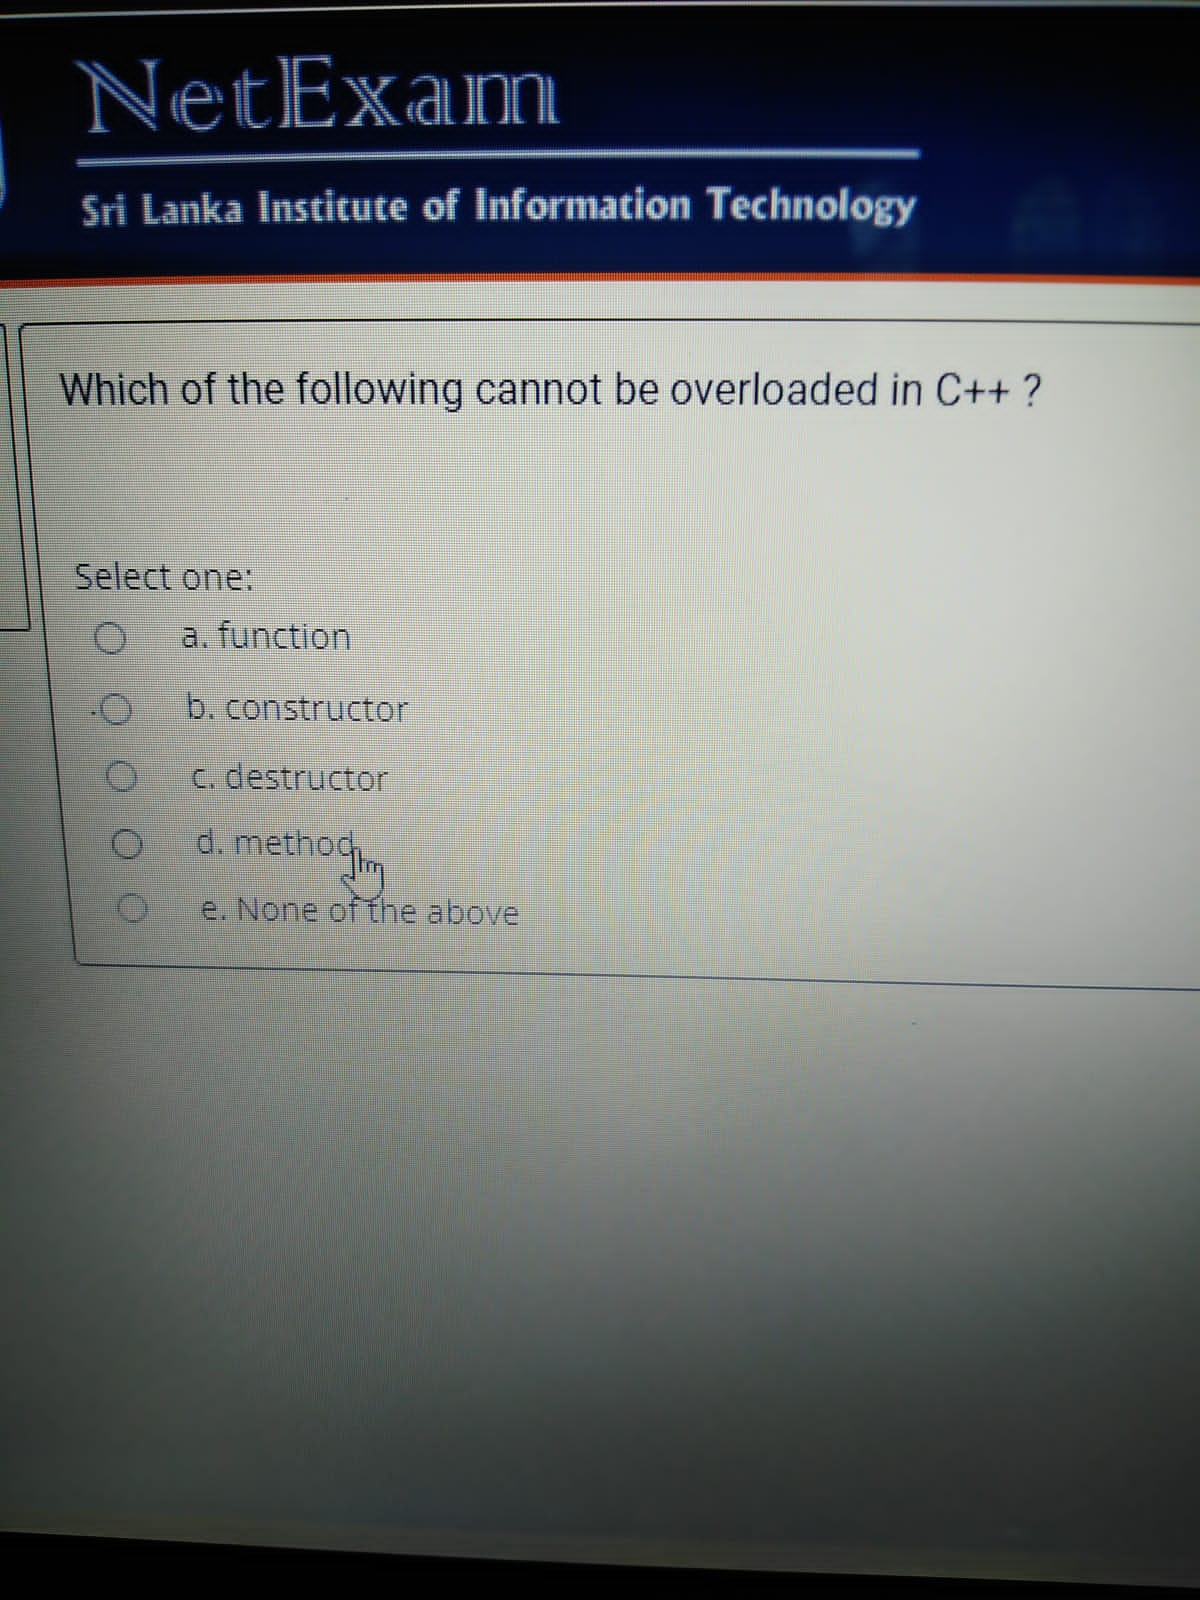 NetExam
Sri Lanka Institute of Information Technology
Which of the following cannot be overloaded in C++ ?
Select one:
a. function
b. constructor
c. destructor
d. method
e. None of the above